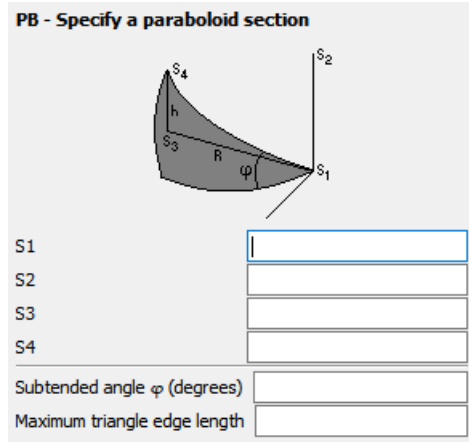 PB - Specify a paraboloid section
S2
S4
h
S3
R
φ
S1
S1
S2
S3
S4
Subtended angle φ (degrees)
Maximum triangle edge length